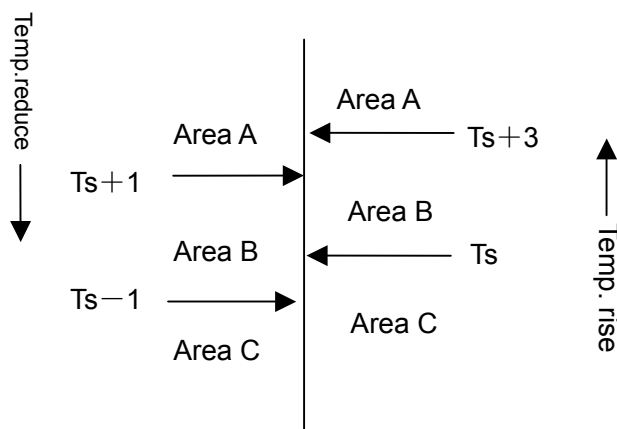 Temp.reduce
Area A
Ts+1
Area B
Ts−1
Area C
Area A
Ts+3
Area B
Ts
Area C
Temp. rise